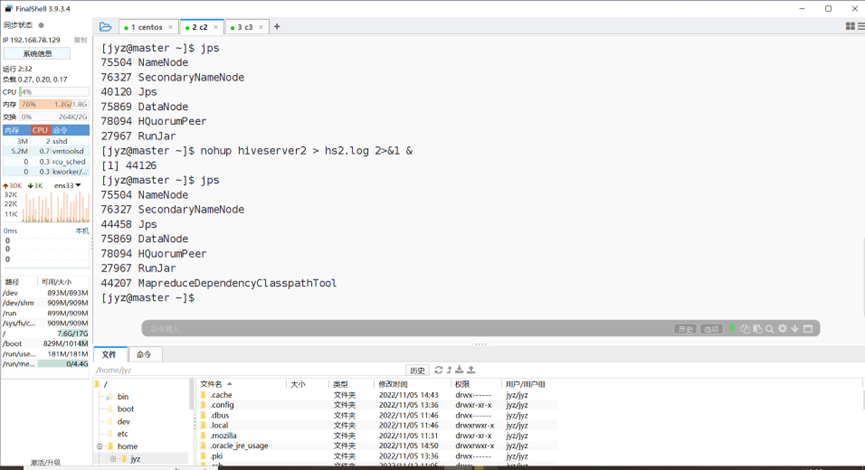 FinalShell 3.9.3.4
同步状态
1 centos
2 c2
3 c3
IP 192.168.78.129
复制
系统信息
运行 2:32
负载 0.27, 0.20, 0.17
CPU 4%
内存 76% 1.3G/1.8G
交换 0% 264K/2G
内存 CPU 命令
3M 2 sshd
5.2M 0.7 vmtoolsd
0 0.3 rcu_sched
0 0.3 kworker/...
30K 3K ens33
32K
22K
11K
0ms 本机
0
0
0
路径 可用/大小
/dev 893M/893M
/dev/shm 909M/909M
/run 899M/909M
/sys/fs/c... 909M/909M
/ 7.6G/17G
/boot 829M/1014M
/run/use... 181M/181M
/run/me... 0/4.4G
激活/升级
[jyz@master ~]$ jps
75504 NameNode
76327 SecondaryNameNode
40120 Jps
75869 DataNode
78094 HQuorumPeer
27967 RunJar
[jyz@master ~]$ nohup hiveserver2 > hs2.log 2>&1 &
[1] 44126
[jyz@master ~]$ jps
75504 NameNode
76327 SecondaryNameNode
44458 Jps
75869 DataNode
78094 HQuorumPeer
27967 RunJar
44207 MapreduceDependencyClasspathTool
[jyz@master ~]$
命令输入
历史 选项
文件 命令
/home/jyz
历史
/
bin
boot
dev
etc
home
jyz
文件名 大小 类型 修改时间 权限 用户/用户组
.cache 文件夹 2022/11/05 14:43 drwx------ jyz/jyz
.config 文件夹 2022/11/05 13:36 drwxr-xr-x jyz/jyz
.dbus 文件夹 2022/11/05 11:46 drwx------ jyz/jyz
.local 文件夹 2022/11/05 11:46 drwxrwxr-x jyz/jyz
.mozilla 文件夹 2022/11/05 11:31 drwxr-xr-x jyz/jyz
.oracle_jre_usage 文件夹 2022/11/05 14:50 drwxrwxr-x jyz/jyz
.pki 文件夹 2022/11/05 13:36 drwx------ jyz/jyz